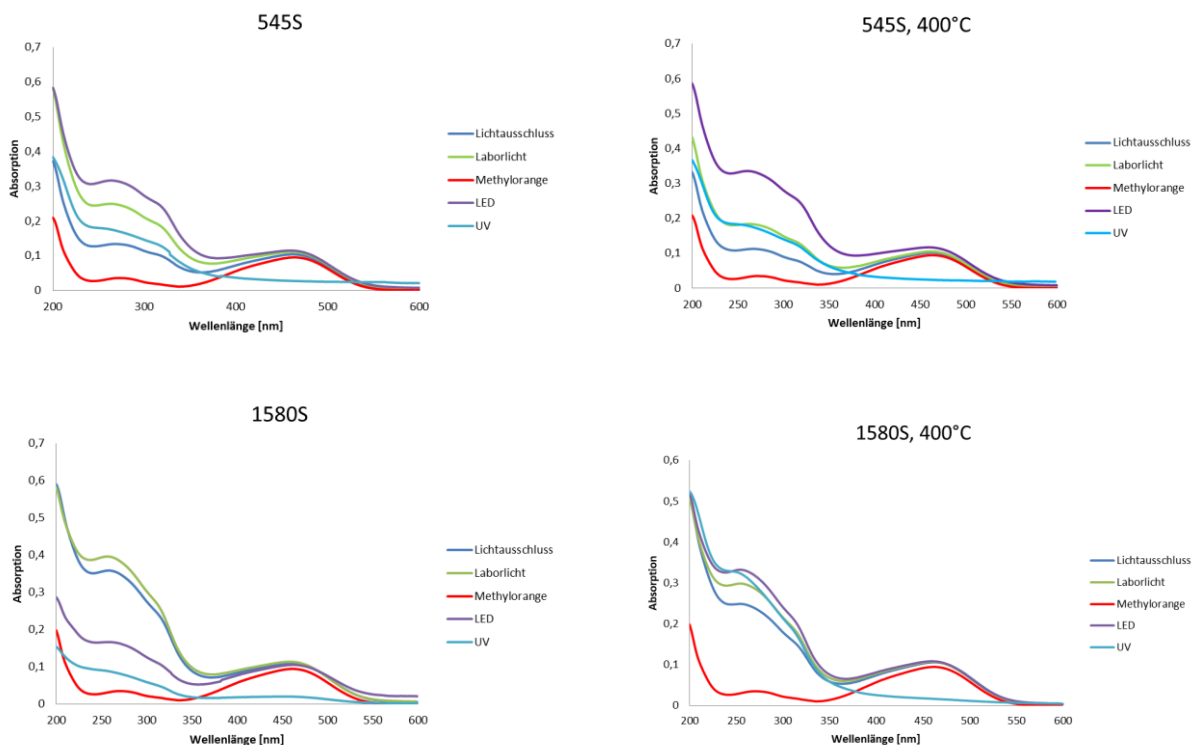 545S
0,7
0,6
0,5
0,4
0,3
0,2
0,1
0
Absorption
200 300 400 500 600
Wellenlänge [nm]
Lichtausschluss
Laborlicht
Methylorange
LED
UV
545S, 400°C
0,7
0,6
0,5
0,4
0,3
0,2
0,1
0
Absorption
200 250 300 350 400 450 500 550 600
Wellenlänge [nm]
Lichtausschluss
Laborlicht
Methylorange
LED
UV
1580S
0,7
0,6
0,5
0,4
0,3
0,2
0,1
0
Absorption
200 250 300 350 400 450 500 550 600
Wellenlänge [nm]
Lichtausschluss
Laborlicht
Methylorange
LED
UV
1580S, 400°C
0,6
0,5
0,4
0,3
0,2
0,1
0
Absorption
200 250 300 350 400 450 500 550 600
Wellenlänge [nm]
Lichtausschluss
Laborlicht
Methylorange
LED
UV